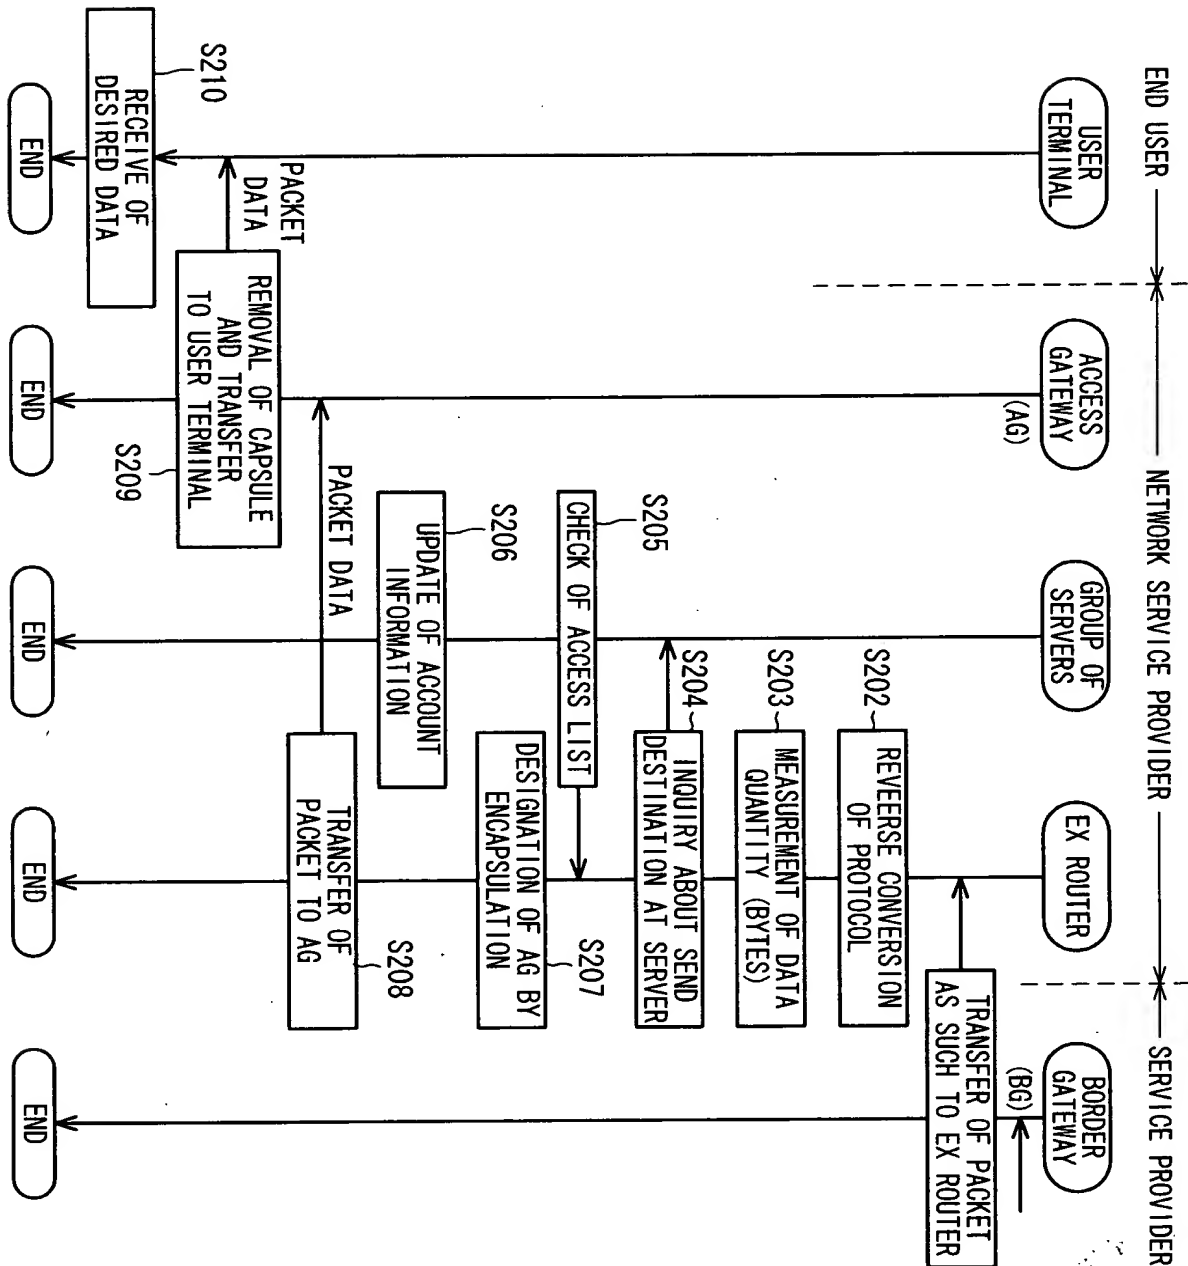 END USER
NETWORK SERVICE PROVIDER
SERVICE PROVIDER
USER
TERMINAL
ACCESS
GATEWAY
(AG)
GROUP OF
SERVERS
EX ROUTER
BORDER
GATEWAY
(BG)
TRANSFER OF PACKET
AS SUCH TO EX ROUTER
S202
REVEERSE CONVERSION
OF PROTOCOL
S203
MEASUREMENT OF DATA
QUANTITY (BYTES)
S204
INQUIRY ABOUT SEND
DESTINATION AT SERVER
S205
CHECK OF ACCESS LIST
S207
DESIGNATION OF AG BY
ENCAPSULATION
S206
UPDATE OF ACCOUNT
INFORMATION
PACKET DATA
TRANSFER OF
PACKET TO AG
S208
PACKET
DATA
REMOVAL OF CAPSULE
AND TRANSFER
TO USER TERMINAL
S209
S210
RECEIVE OF
DESIRED DATA
END
END
END
END
END